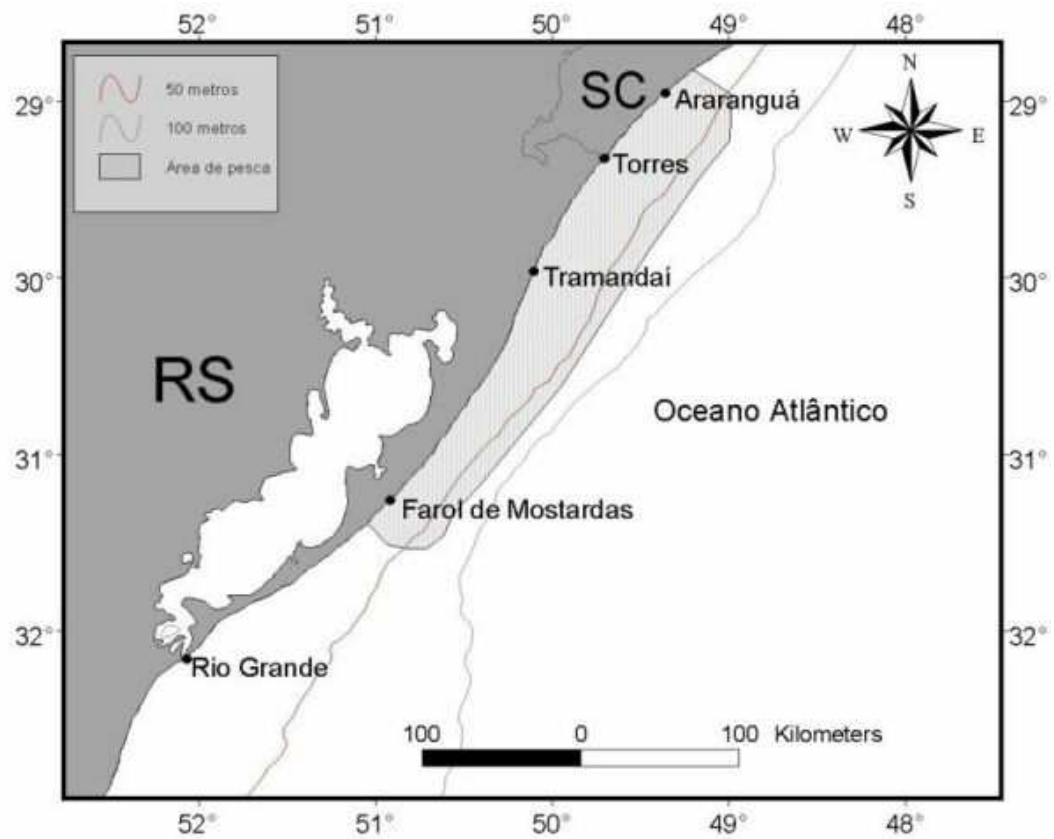 52° 51° 50° 49° 48°
50 metros
100 metros
Área de pesca
SC
Araranguá
N
W E
S
29° 29°
Torres
Tramandaí
30° 30°
RS
Oceano Atlântico
31° 31°
Farol de Mostardas
32° 32°
Rio Grande
100 0 100 Kilometers
52° 51° 50° 49° 48°